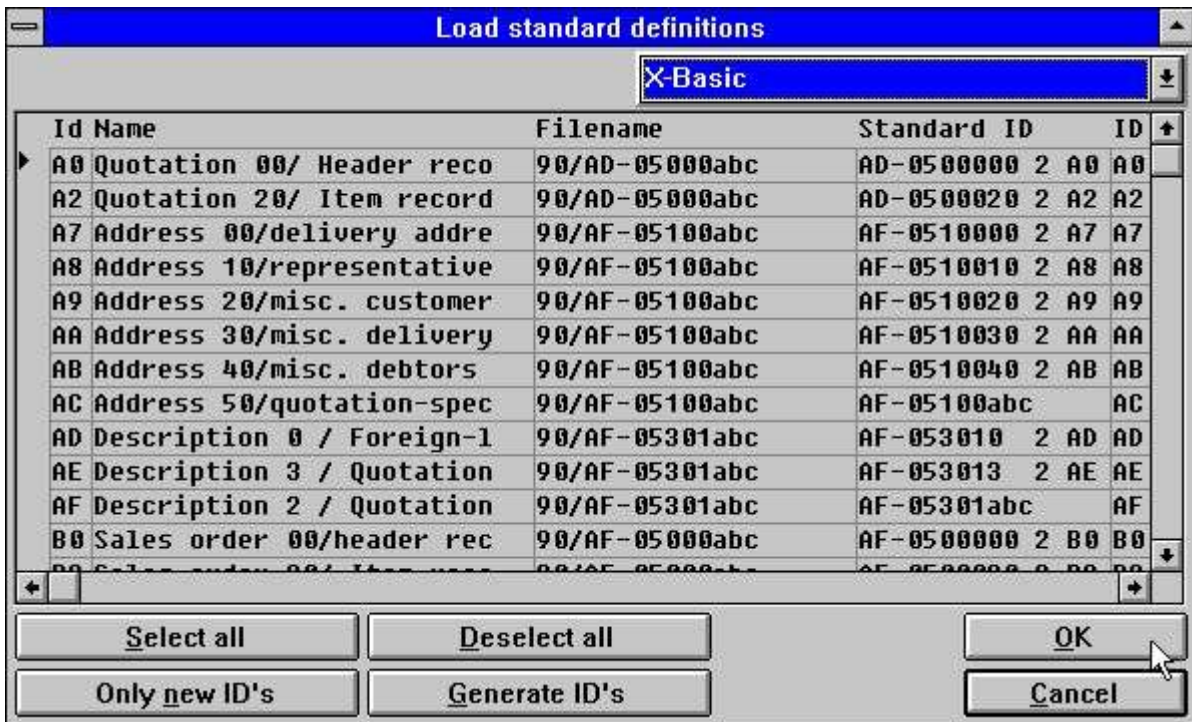 Load standard definitions
X-Basic
Id Name Filename Standard ID ID
A0 Quotation 00/ Header reco 90/AD-05000abc AD-0500000 2 A0 A0
A2 Quotation 20/ Item record 90/AD-05000abc AD-0500020 2 A2 A2
A7 Address 00/delivery addre 90/AF-05100abc AF-0510000 2 A7 A7
A8 Address 10/representative 90/AF-05100abc AF-0510010 2 A8 A8
A9 Address 20/misc. customer 90/AF-05100abc AF-0510020 2 A9 A9
AA Address 30/misc. delivery 90/AF-05100abc AF-0510030 2 AA AA
AB Address 40/misc. debtors 90/AF-05100abc AF-0510040 2 AB AB
AC Address 50/quotation-spec 90/AF-05100abc AF-05100abc AC
AD Description 0 / Foreign-l 90/AF-05301abc AF-053010 2 AD AD
AE Description 3 / Quotation 90/AF-05301abc AF-053013 2 AE AE
AF Description 2 / Quotation 90/AF-05301abc AF-05301abc AF
B0 Sales order 00/header rec 90/AF-05000abc AF-0500000 2 B0 B0
Select all Deselect all OK
Only new ID's Generate ID's Cancel